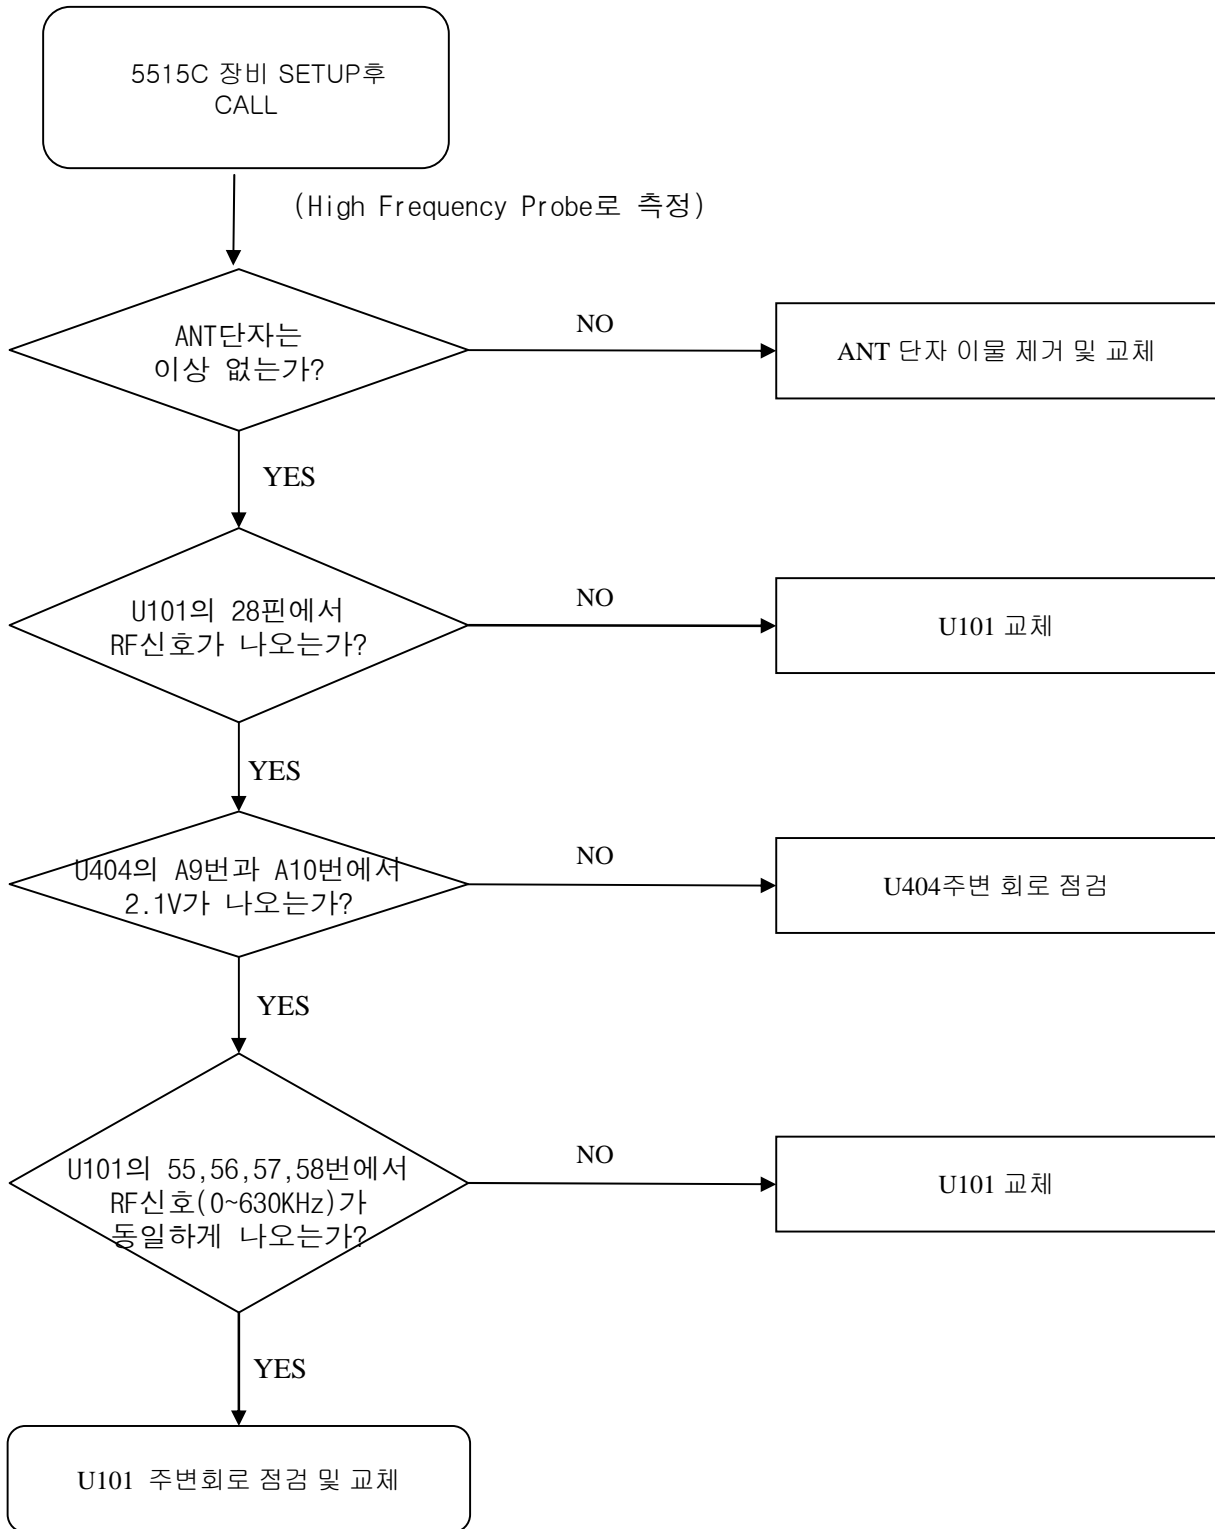 5515C 장비 SETUP후
CALL
(High Frequency Probe로 측정)
ANT단자는
이상 없는가?
NO
ANT 단자 이물 제거 및 교체
YES
U101의 28핀에서
RF신호가 나오는가?
NO
U101 교체
YES
U404의 A9번과 A10번에서
2.1V가 나오는가?
NO
U404주변 회로 점검
YES
U101의 55,56,57,58번에서
RF신호(0~630KHz)가
동일하게 나오는가?
NO
U101 교체
YES
U101 주변회로 점검 및 교체